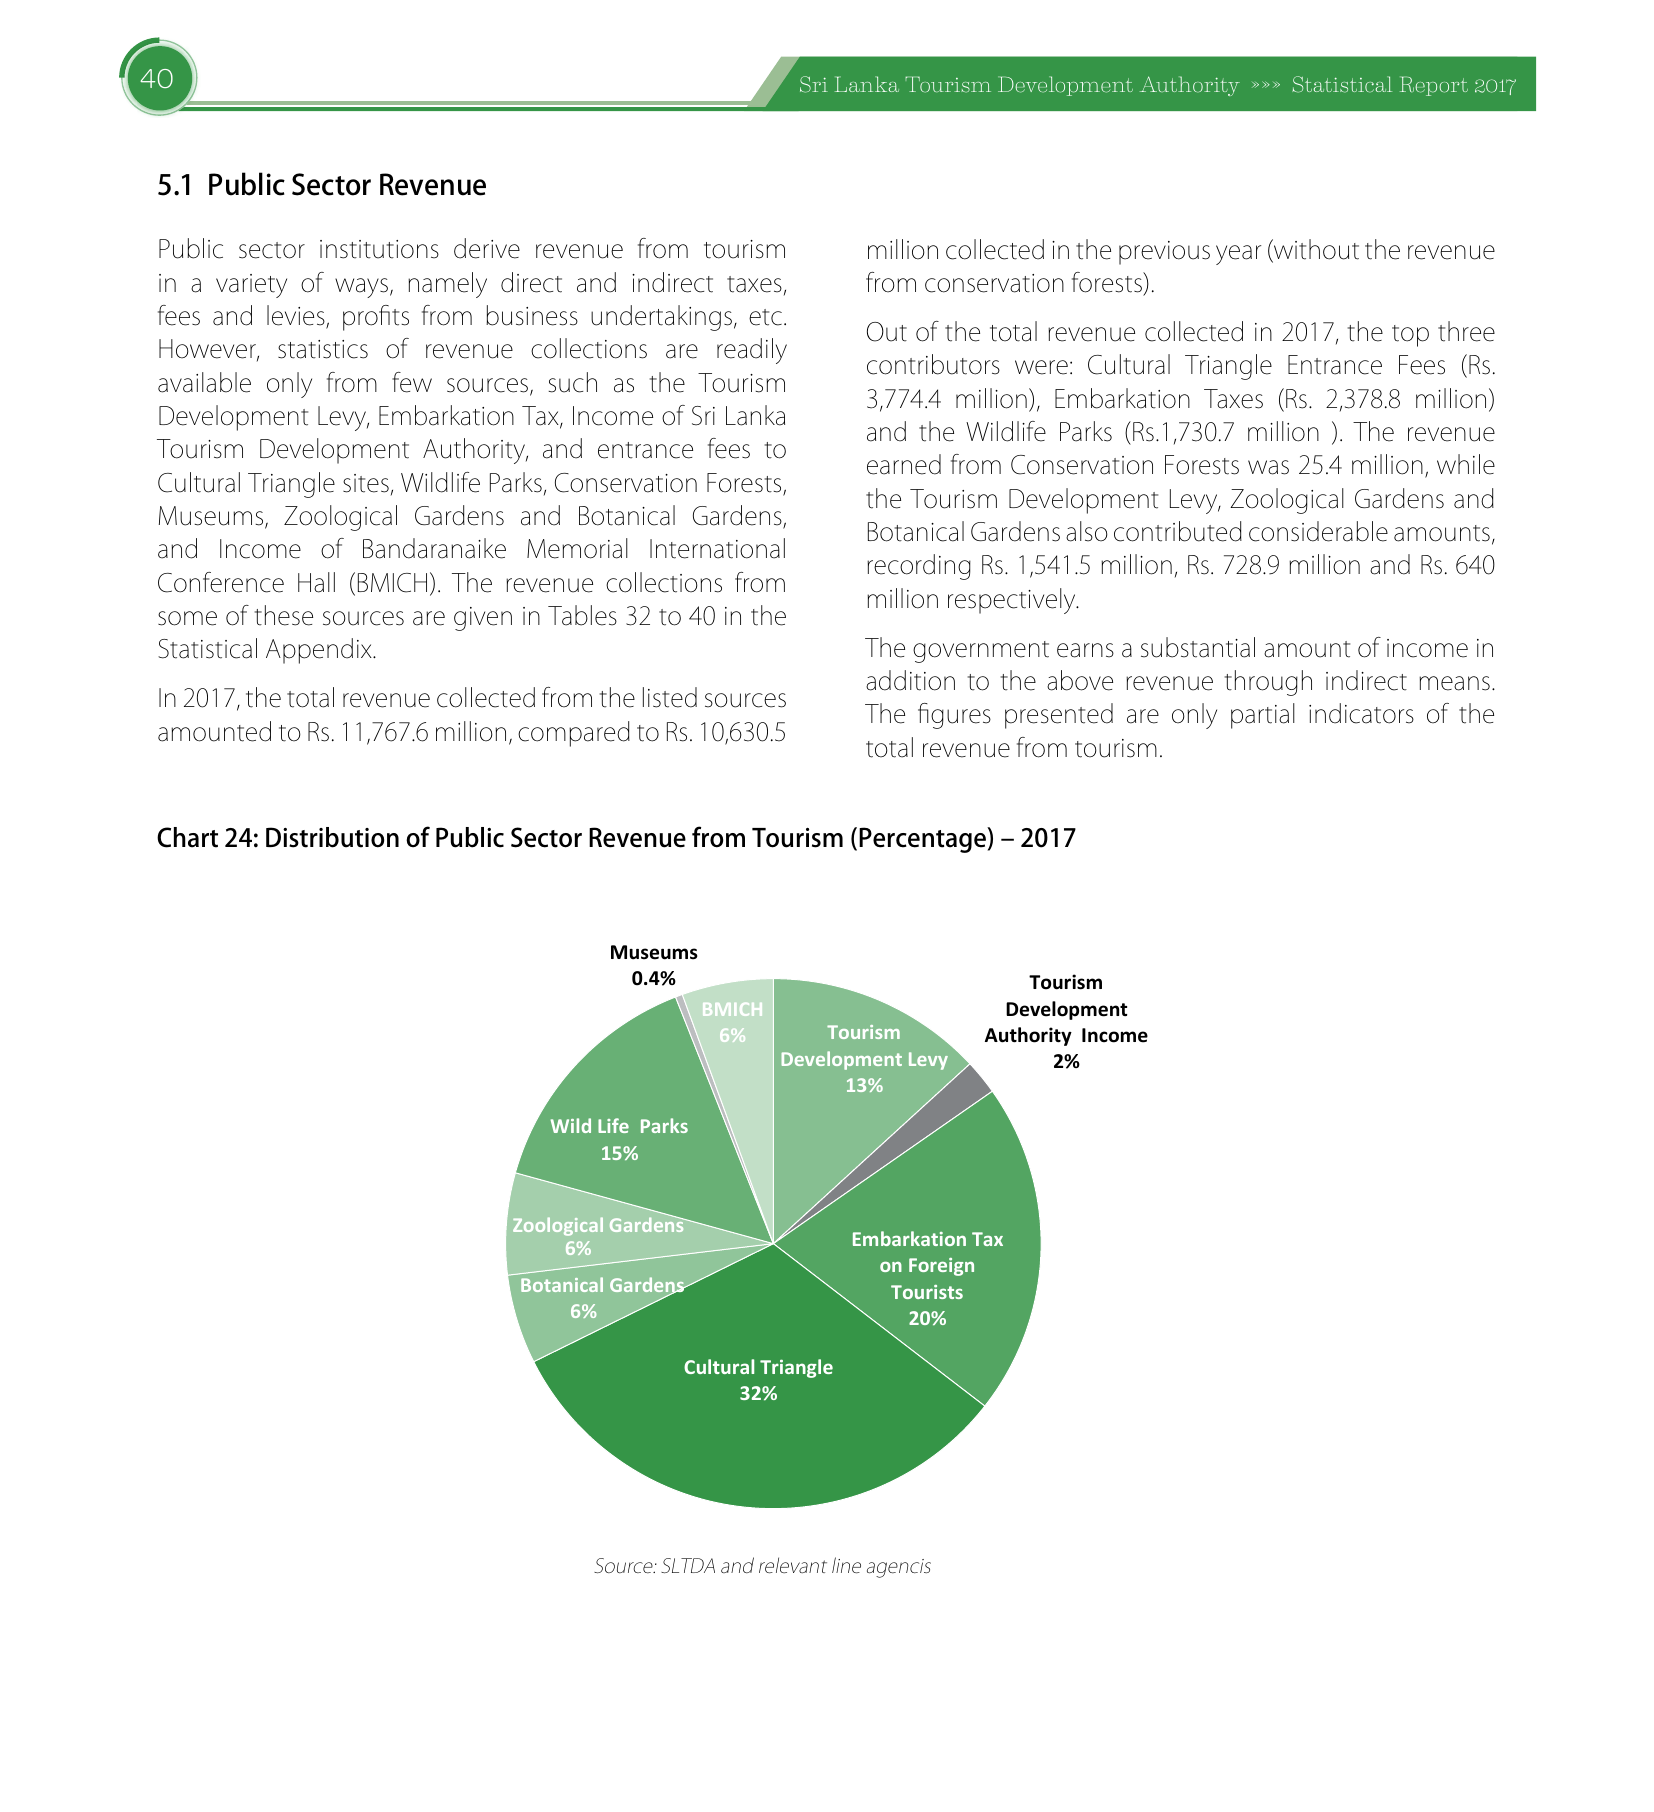 40
Sri Lanka Tourism Development Authority »»» Statistical Report 2017
5.1 Public Sector Revenue
Public sector institutions derive revenue from tourism
in a variety of ways, namely direct and indirect taxes,
fees and levies, profits from business undertakings, etc.
However, statistics of revenue collections are readily
available only from few sources, such as the Tourism
Development Levy, Embarkation Tax, Income of Sri Lanka
Tourism Development Authority, and entrance fees to
Cultural Triangle sites, Wildlife Parks, Conservation Forests,
Museums, Zoological Gardens and Botanical Gardens,
and Income of Bandaranaike Memorial International
Conference Hall (BMICH). The revenue collections from
some of these sources are given in Tables 32 to 40 in the
Statistical Appendix.
In 2017, the total revenue collected from the listed sources
amounted to Rs. 11,767.6 million, compared to Rs. 10,630.5
million collected in the previous year (without the revenue
from conservation forests).
Out of the total revenue collected in 2017, the top three
contributors were: Cultural Triangle Entrance Fees (Rs.
3,774.4 million), Embarkation Taxes (Rs. 2,378.8 million)
and the Wildlife Parks (Rs.1,730.7 million ). The revenue
earned from Conservation Forests was 25.4 million, while
the Tourism Development Levy, Zoological Gardens and
Botanical Gardens also contributed considerable amounts,
recording Rs. 1,541.5 million, Rs. 728.9 million and Rs. 640
million respectively.
The government earns a substantial amount of income in
addition to the above revenue through indirect means.
The figures presented are only partial indicators of the
total revenue from tourism.
Chart 24: Distribution of Public Sector Revenue from Tourism (Percentage) – 2017
Museums
0.4%
BMICH
6%
Tourism
Development Levy
13%
Tourism
Development
Authority Income
2%
Wild Life Parks
15%
Zoological Gardens
6%
Botanical Gardens
6%
Embarkation Tax
on Foreign
Tourists
20%
Cultural Triangle
32%
Source: SLTDA and relevant line agencis